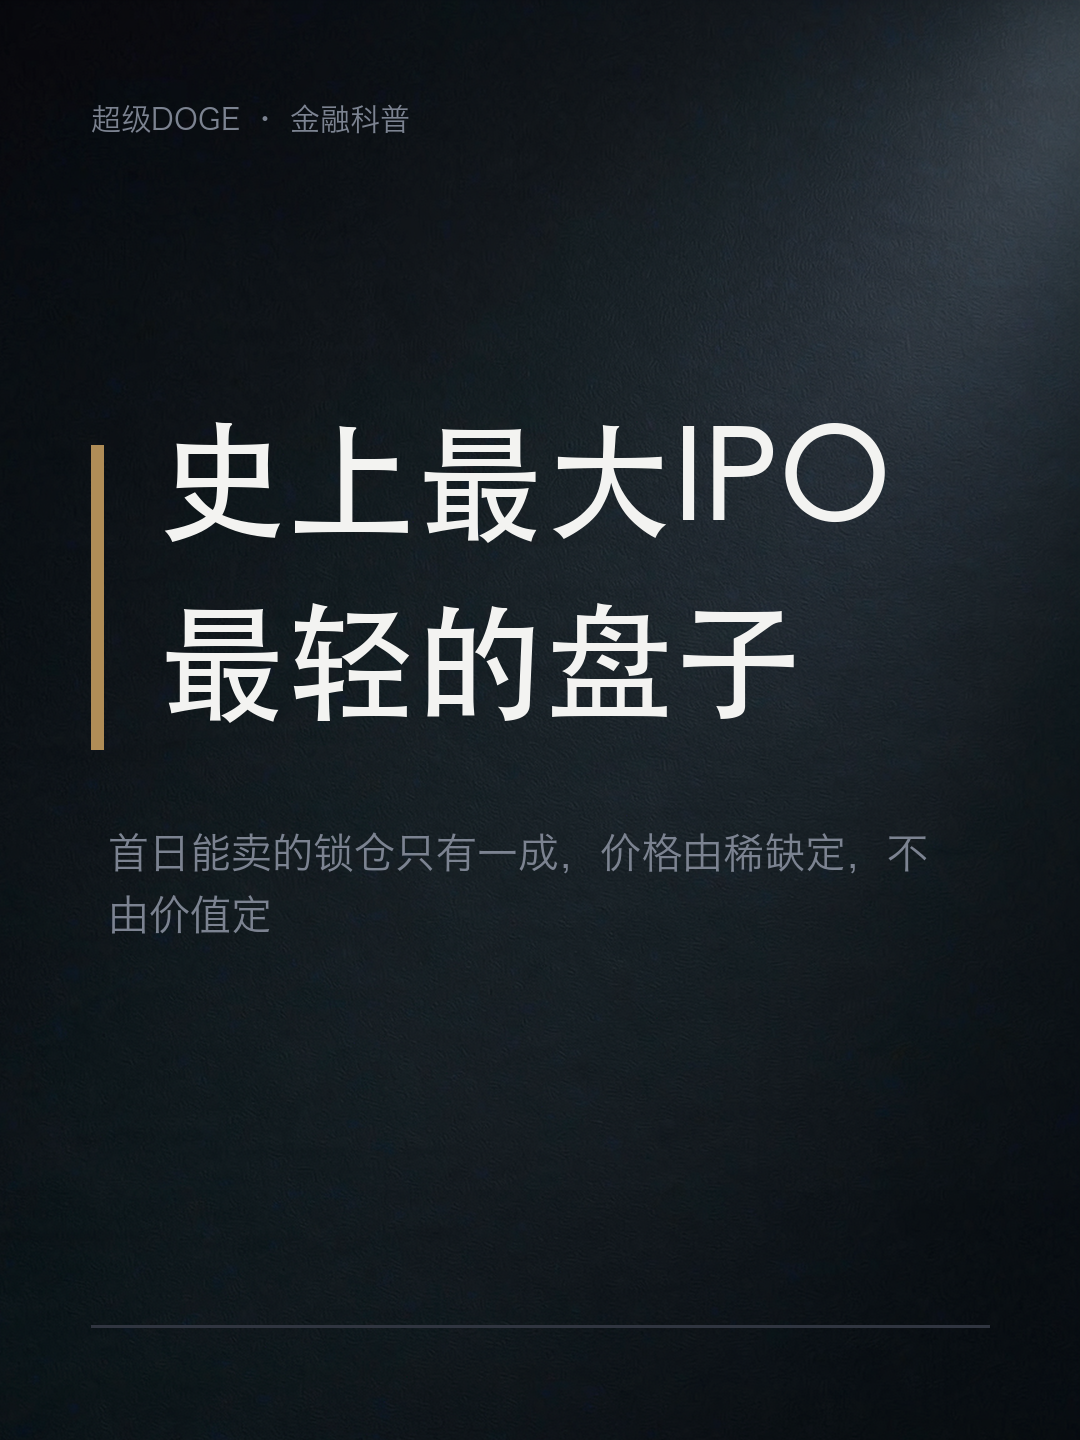 超级DOGE · 金融科普
史上最大IPO
最轻的盘子
首日能卖的锁仓只有一成，价格由稀缺定，不
由价值定